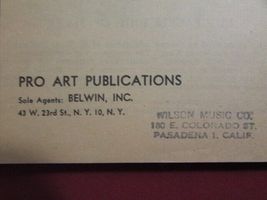 PRO ART PUBLICATIONS
Sole Agents: BELWIN, INC.
43 W. 23rd St., N. Y. 10, N. Y.
WILSON MUSIC CO.
180 E. COLORADO ST.
PASADENA 1, CALIF.